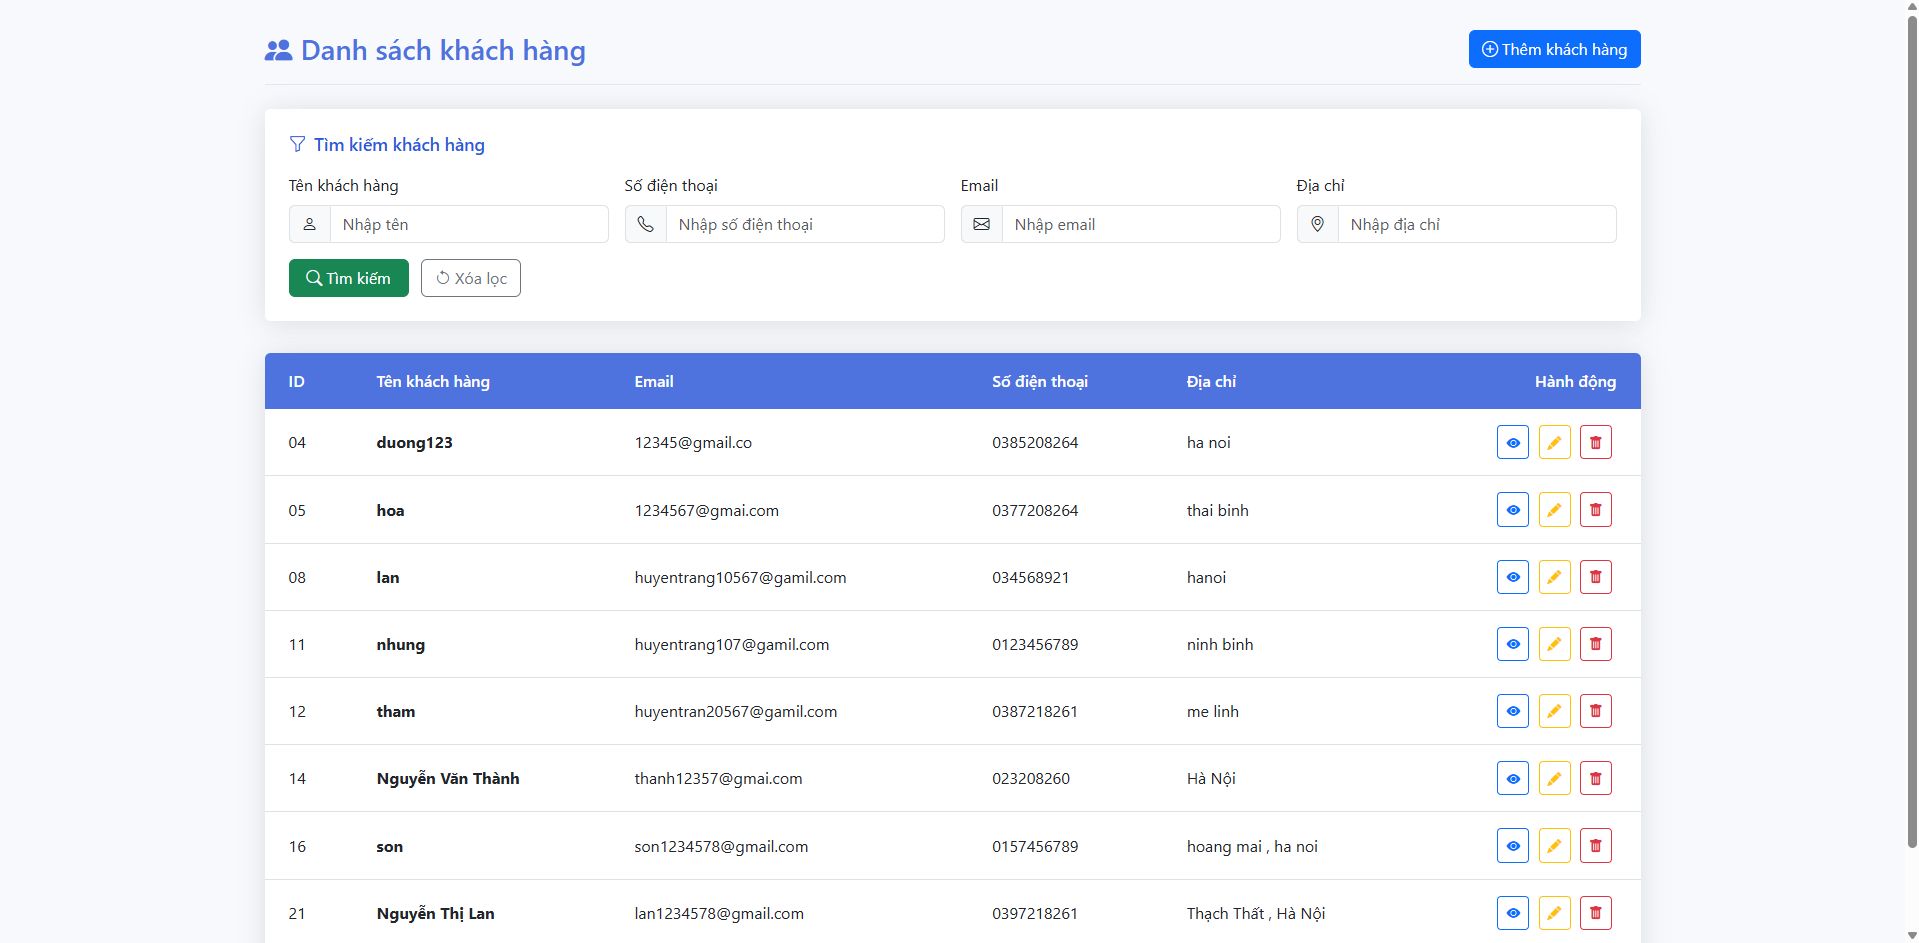 Danh sách khách hàng
Thêm khách hàng
Tìm kiếm khách hàng
Tên khách hàng Số điện thoại Email Địa chỉ
Nhập tên Nhập số điện thoại Nhập email Nhập địa chỉ
Tìm kiếm Xóa lọc
ID Tên khách hàng Email Số điện thoại Địa chỉ Hành động
04 duong123 12345@gmail.co 0385208264 ha noi
05 hoa 1234567@gmai.com 0377208264 thai binh
08 lan huyentrang10567@gamil.com 034568921 hanoi
11 nhung huyentrang107@gamil.com 0123456789 ninh binh
12 tham huyentran20567@gamil.com 0387218261 me linh
14 Nguyễn Văn Thành thanh12357@gmai.com 023208260 Hà Nội
16 son son1234578@gmail.com 0157456789 hoang mai , ha noi
21 Nguyễn Thị Lan lan1234578@gmail.com 0397218261 Thạch Thất , Hà Nội